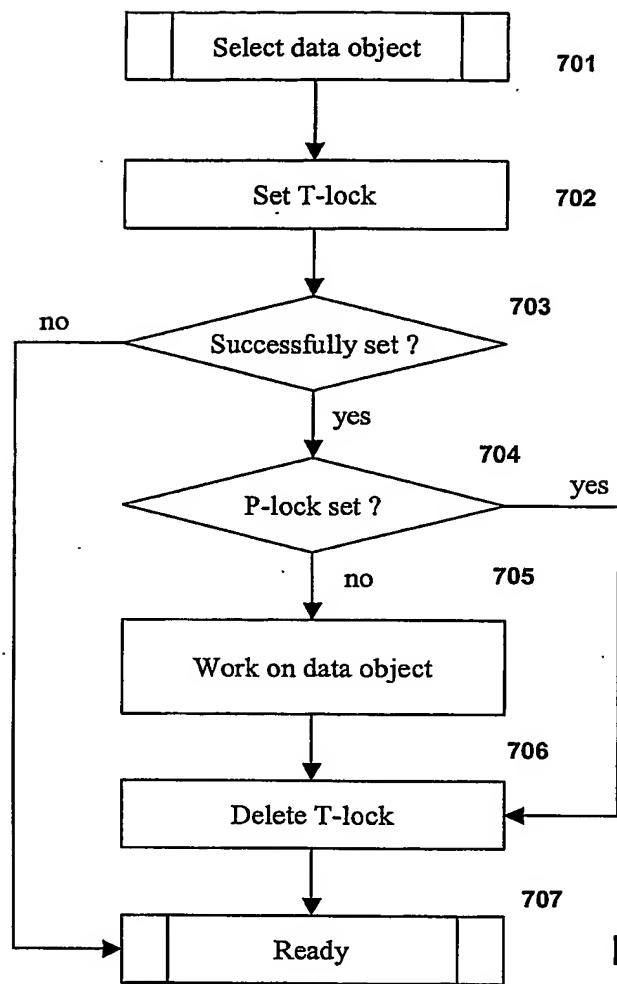 Select data object
701
Set T-lock
702
703
no
Successfully set ?
yes
704
yes
P-lock set ?
no
705
Work on data object
706
Delete T-lock
707
Ready